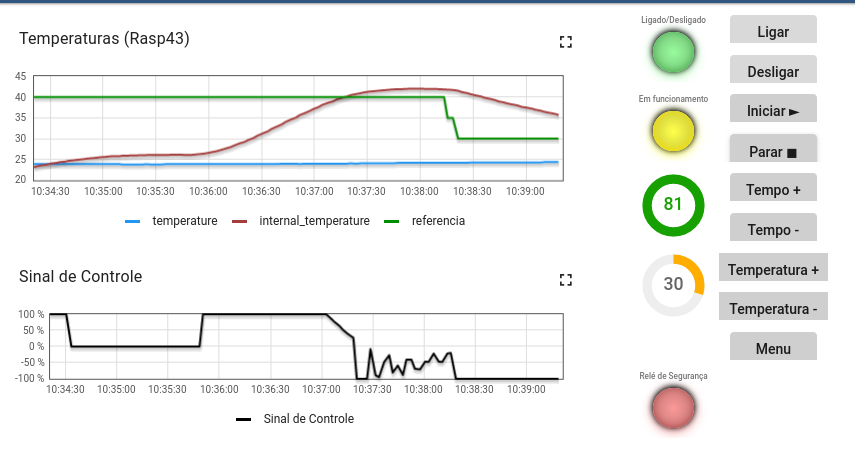 Temperaturas (Rasp43)
45
40
35
30
25
20
10:34:30 10:35:00 10:35:30 10:36:00 10:36:30 10:37:00 10:37:30 10:38:00 10:38:30 10:39:00
temperature internal_temperature referencia
Sinal de Controle
100 %
50 %
0 %
-50 %
-100 %
10:34:30 10:35:00 10:35:30 10:36:00 10:36:30 10:37:00 10:37:30 10:38:00 10:38:30 10:39:00
Sinal de Controle
Ligado/Desligado
Em funcionamento
81
30
Relé de Segurança
Ligar
Desligar
Iniciar ►
Parar ■
Tempo +
Tempo -
Temperatura +
Temperatura -
Menu